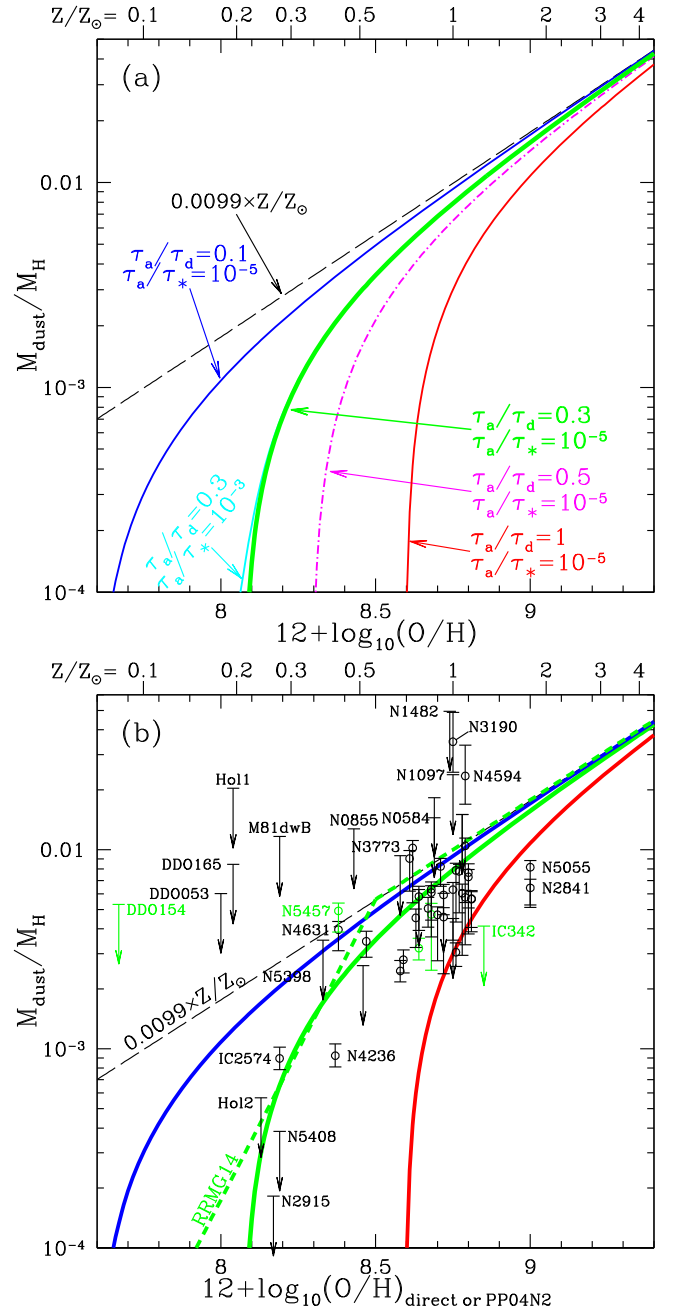 Z/Z⊙= 0.1 0.2 0.3 1 2 3 4
(a)
0.01
0.0099×Z/Z⊙
τa/τd=0.1
τa/τ*=10-5
Mdust/MH
10-3
τa/τd=0.3
τa/τ*=10-5
τa/τd=0.5
τa/τ*=10-5
τa/τd=0.3
τa/τ*=10-3
τa/τd=1
τa/τ*=10-5
10-4
8 8.5 9
12+log10(O/H)
Z/Z⊙= 0.1 0.2 0.3 1 2 3 4
(b)
N1482
N3190
N1097
N4594
Hol1
N0855
N0584
M81dwB
N3773
0.01
DDO165
N5055
DDO053
N2841
DDO154
N5457
N4631
IC342
Mdust/MH
N5398
0.0099×Z/Z⊙
10-3
IC2574
N4236
Hol2
N5408
RRMG14
N2915
10-4
8 8.5 9
12+log10(O/H)direct or PP04N2